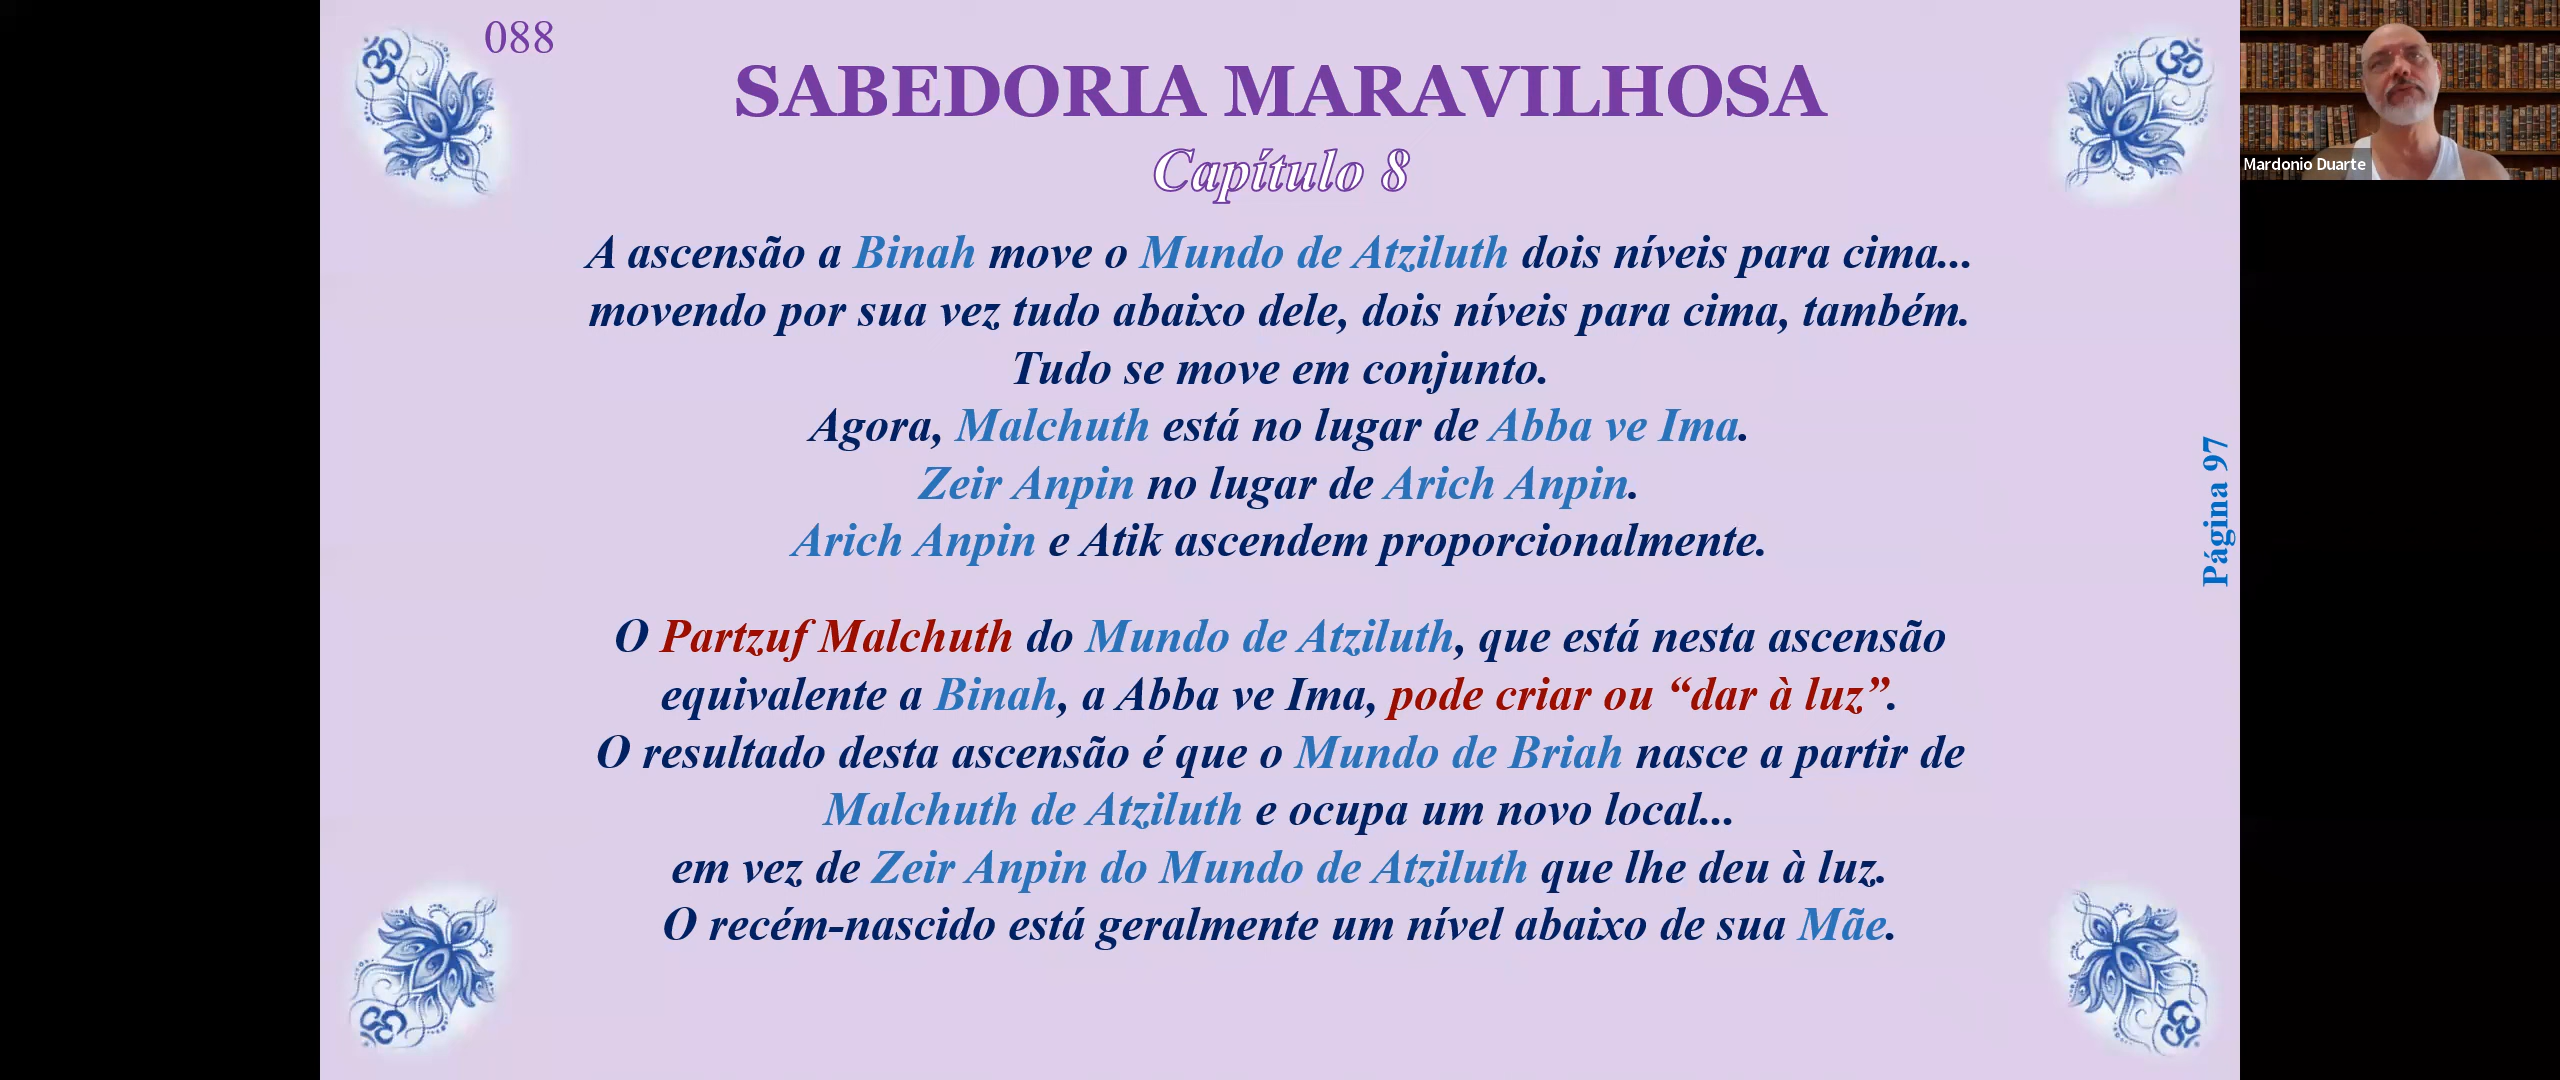 088
SABEDORIA MARAVILHOSA
Capítulo 8
Mardonio Duarte
A ascensão a Binah move o Mundo de Atziluth dois níveis para cima...
movendo por sua vez tudo abaixo dele, dois níveis para cima, também.
Tudo se move em conjunto.
Agora, Malchuth está no lugar de Abba ve Ima.
Zeir Anpin no lugar de Arich Anpin.
Arich Anpin e Atik ascendem proporcionalmente.
Página 97
O Partzuf Malchuth do Mundo de Atziluth, que está nesta ascensão
equivalente a Binah, a Abba ve Ima, pode criar ou “dar à luz”.
O resultado desta ascensão é que o Mundo de Briah nasce a partir de
Malchuth de Atziluth e ocupa um novo local...
em vez de Zeir Anpin do Mundo de Atziluth que lhe deu à luz.
O recém-nascido está geralmente um nível abaixo de sua Mãe.